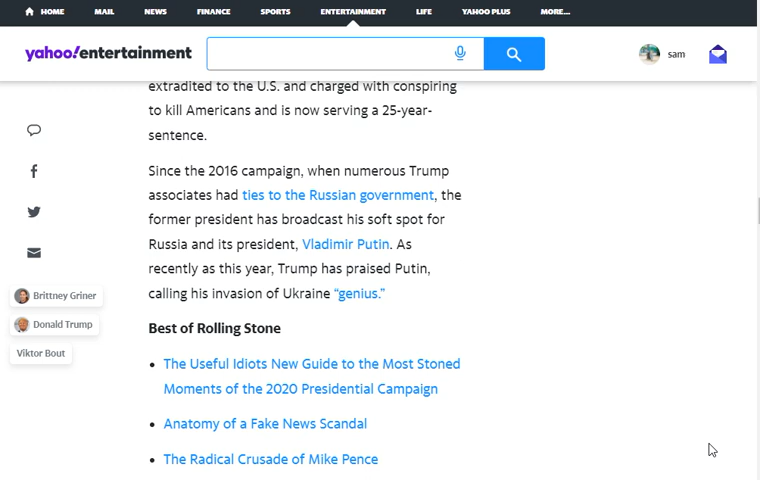 HOME MAIL NEWS FINANCE SPORTS ENTERTAINMENT LIFE YAHOO PLUS MORE...
yahoo!entertainment
sam
extradited to the U.S. and charged with conspiring
to kill Americans and is now serving a 25-year-
sentence.
Since the 2016 campaign, when numerous Trump
associates had ties to the Russian government, the
former president has broadcast his soft spot for
Russia and its president, Vladimir Putin. As
recently as this year, Trump has praised Putin,
calling his invasion of Ukraine “genius.”
Brittney Griner
Donald Trump
Viktor Bout
Best of Rolling Stone
• The Useful Idiots New Guide to the Most Stoned
Moments of the 2020 Presidential Campaign
• Anatomy of a Fake News Scandal
• The Radical Crusade of Mike Pence